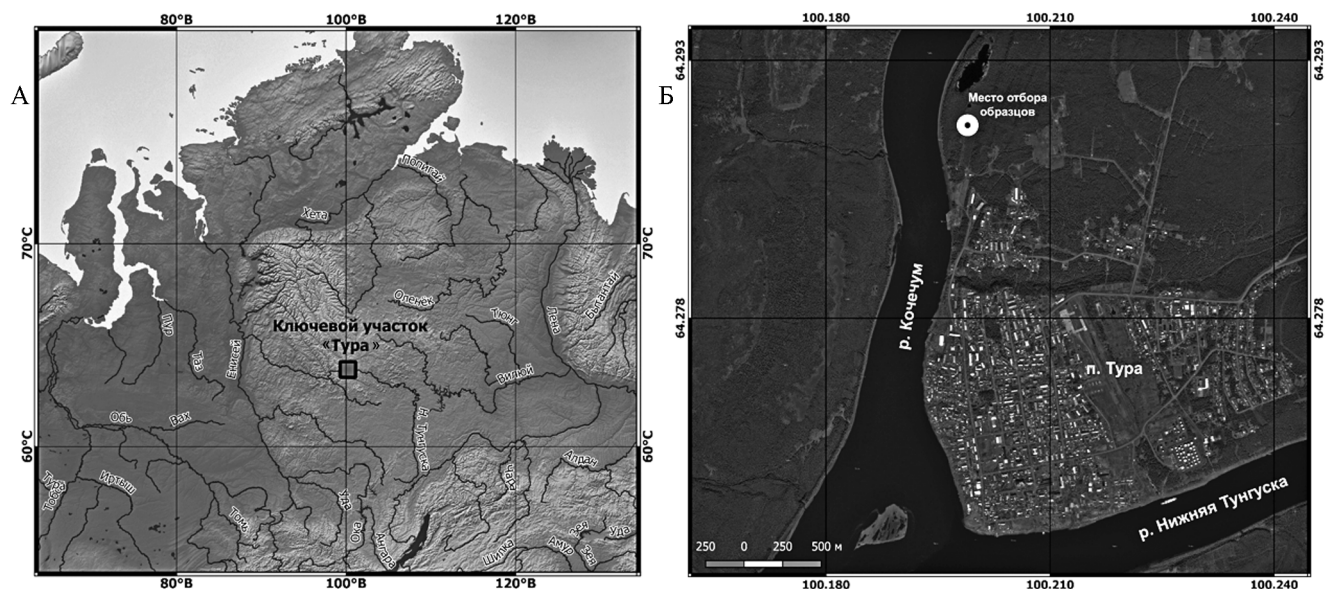 А
80°В
100°В
120°В
Попигай
Хета
70°С
70°С
Оленёк
Тюнг
Лена
Бытантай
Пур
Таз
Енисей
Ключевой участок
«Тура»
Вилюй
Обь
Вах
Н. Тунгуска
60°С
60°С
Тура
Тобол
Иртыш
Томь
Уда
Ока
Ангара
Чара
Алдан
Шилка
Амур
Зея
Зея
Уда
80°В
100°В
120°В
Б
100.180
100.210
100.240
64.293
64.293
Место отбора
образцов
р. Кочечум
64.278
64.278
п. Тура
р. Нижняя Тунгуска
250
0
250
500 м
100.180
100.210
100.240